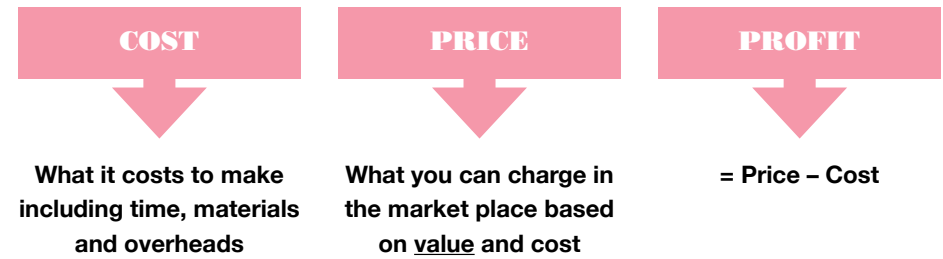 COST
What it costs to make
including time, materials
and overheads
PRICE
What you can charge in
the market place based
on value and cost
PROFIT
= Price – Cost